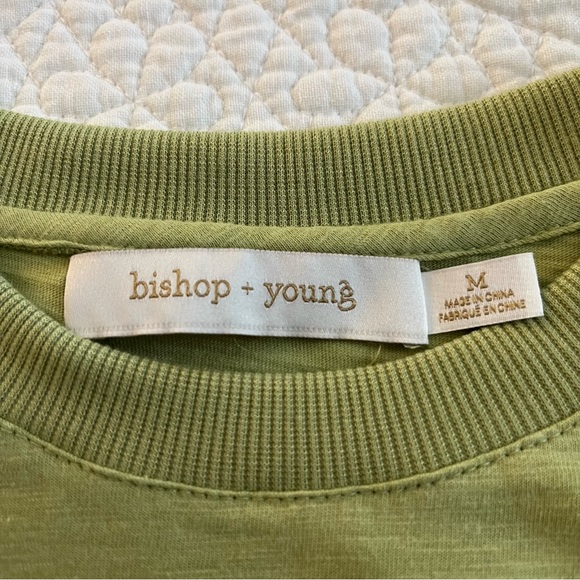 bishop + young
M
MADE IN CHINA
FABRIQUÉ EN CHINE